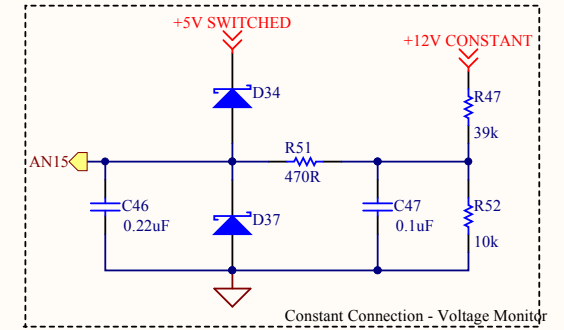 +5V SWITCHED
+12V CONSTANT
D34
R47
39k
R51
470R
AN15
C46
0.22uF
D37
C47
0.1uF
R52
10k
Constant Connection - Voltage Monitor